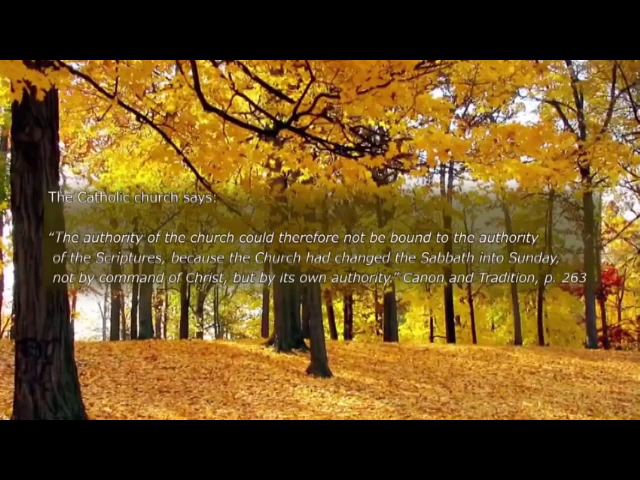 The Catholic church says:
“The authority of the church could therefore not be bound to the authority
of the Scriptures, because the Church had changed the Sabbath into Sunday,
not by command of Christ, but by its own authority.” Canon and Tradition, p. 263